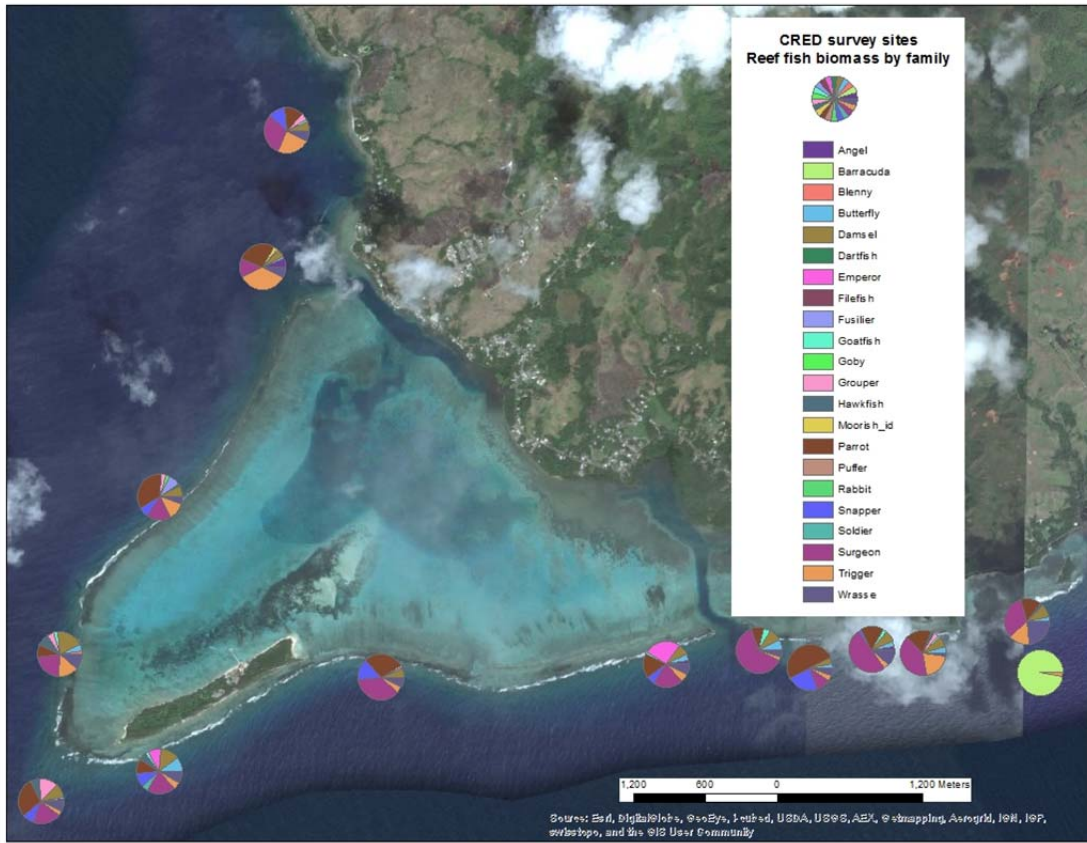 CRED survey sites
Reef fish biomass by family
Angel
Barracuda
Blenny
Butterfly
Damsel
Dartfish
Emperor
Filefish
Fusilier
Goatfish
Goby
Grouper
Hawkfish
Moorish_id
Parrot
Puffer
Rabbit
Snapper
Soldier
Surgeon
Trigger
Wrasse
1,200 600 0 1,200 Meters
Source: Esri, DigitalGlobe, GeoEye, i-cubed, USDA, USGS, AEX, Getmapping, Aerogrid, IGN, IGP,
swisstopo, and the GIS User Community